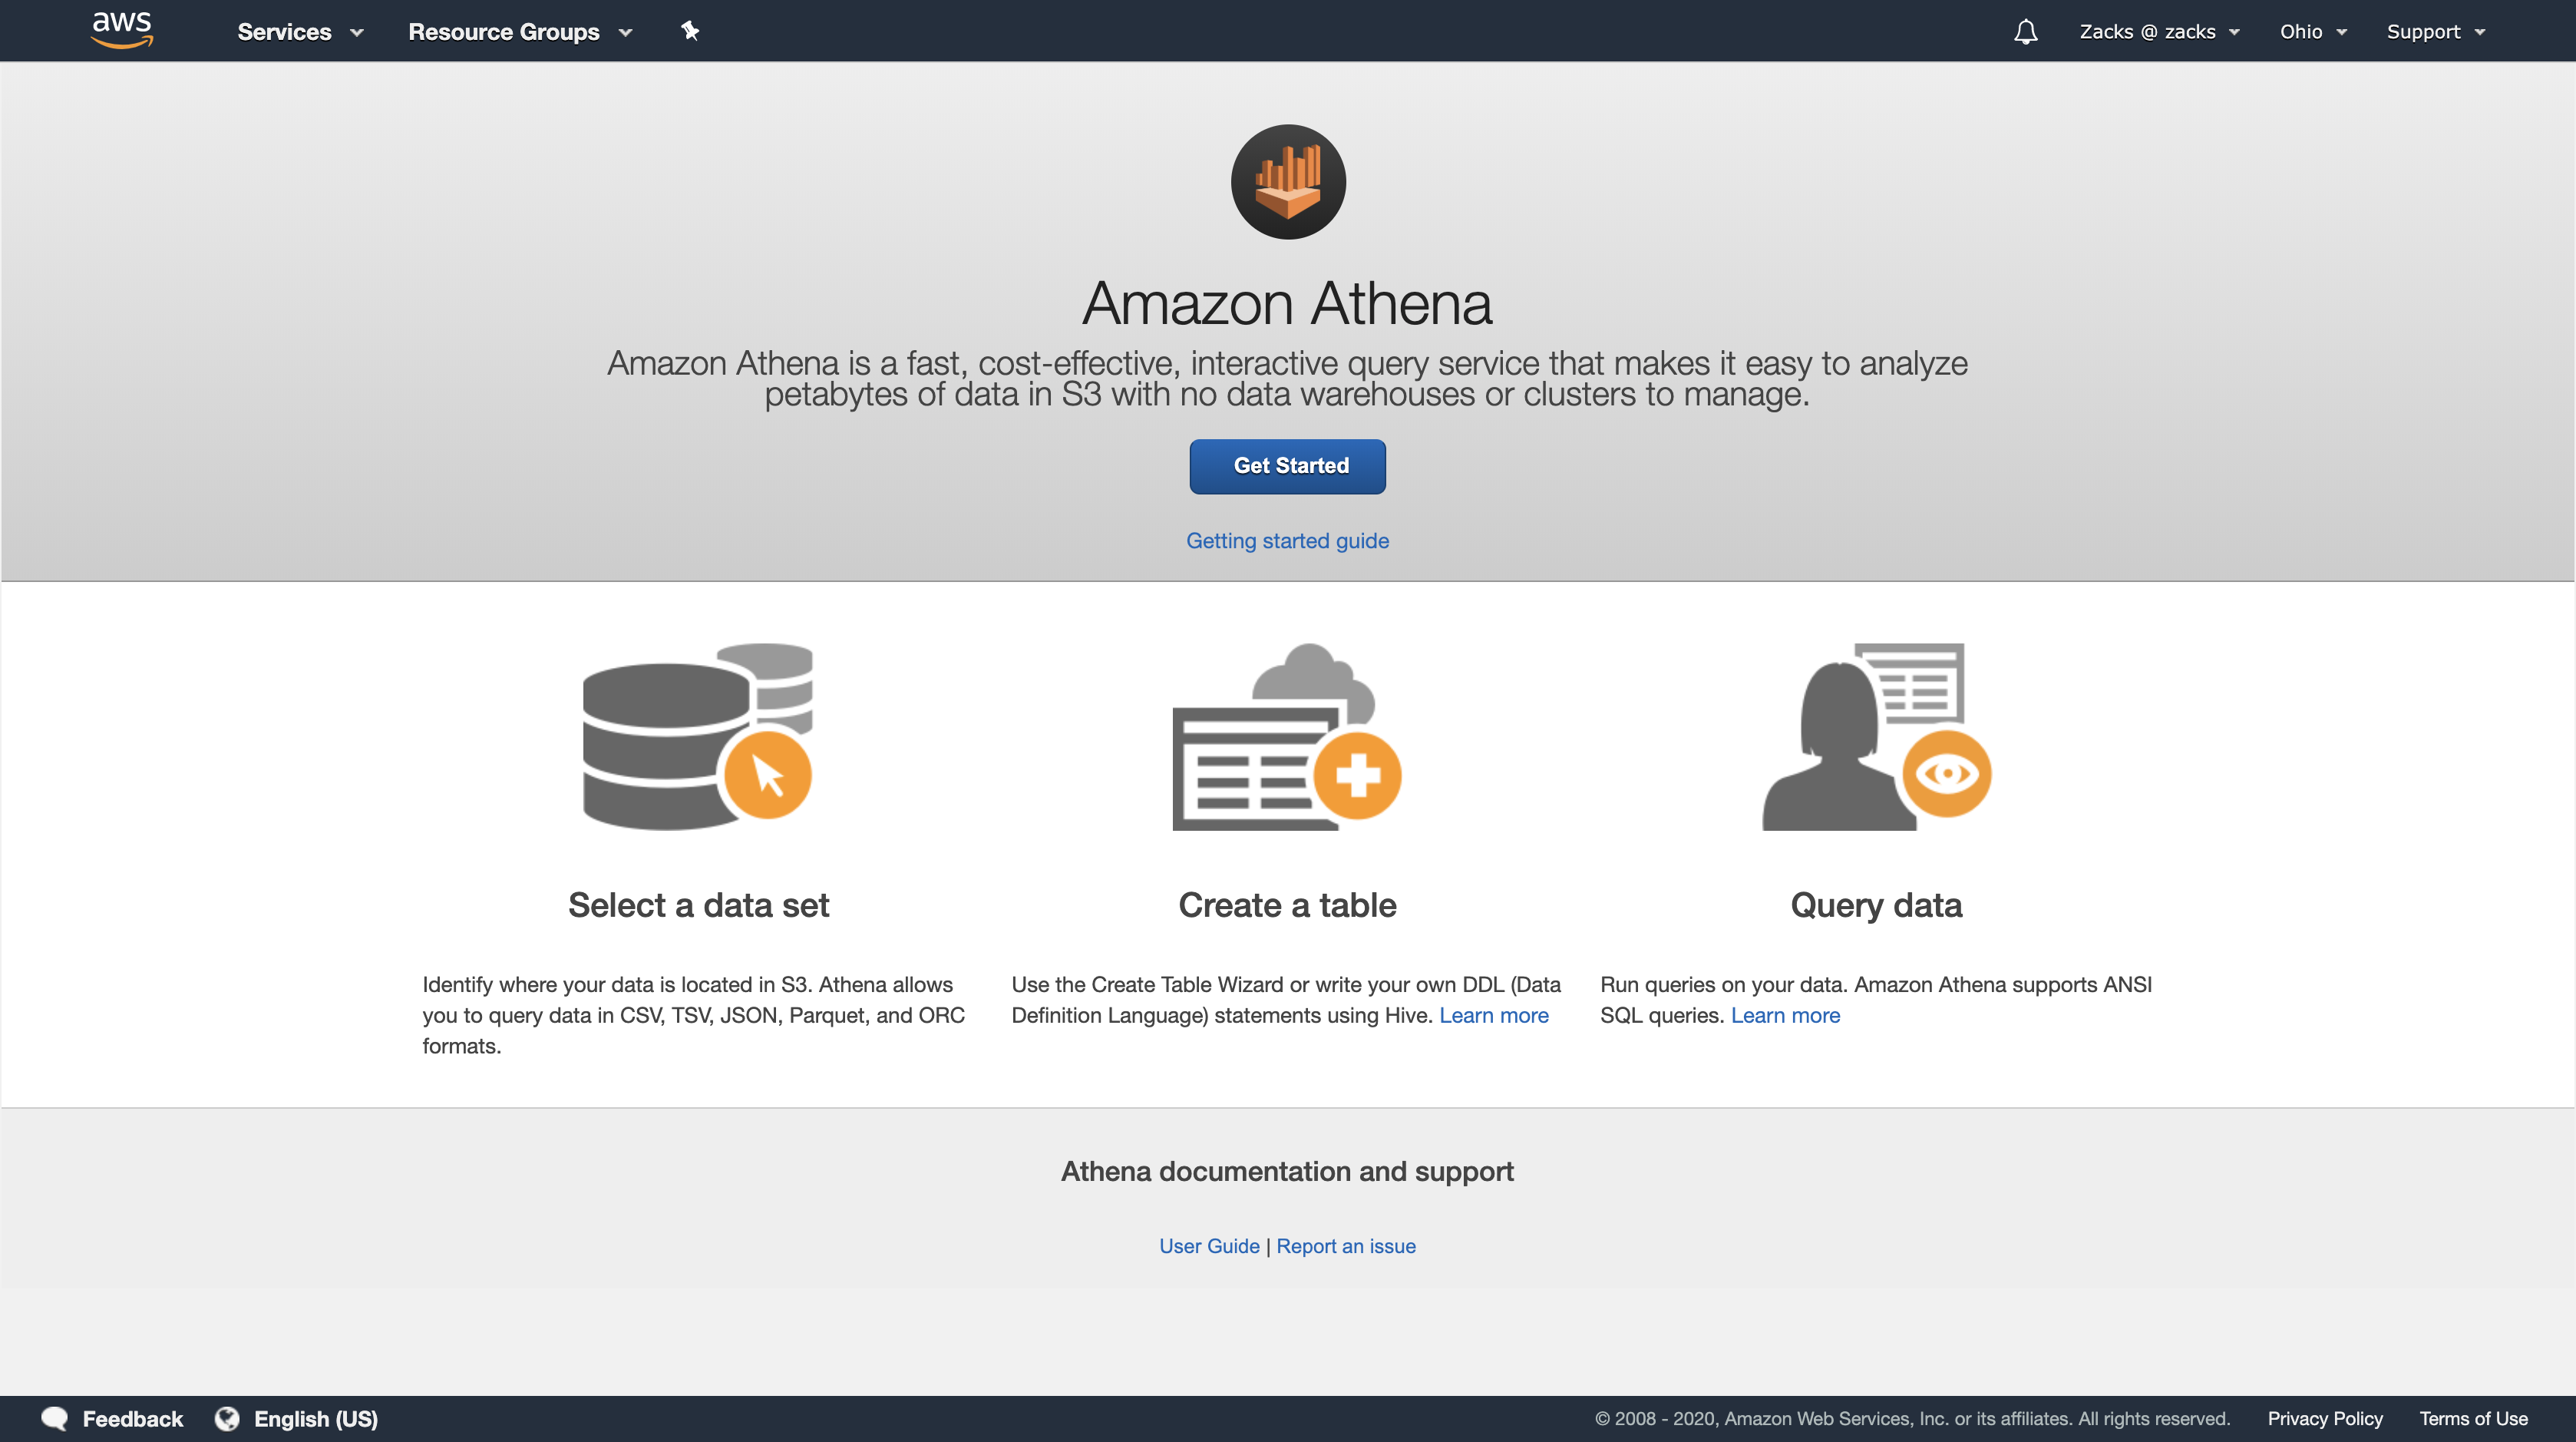 aws Services Resource Groups Zacks @ zacks Ohio Support
Amazon Athena
Amazon Athena is a fast, cost-effective, interactive query service that makes it easy to analyze
petabytes of data in S3 with no data warehouses or clusters to manage.
Get Started
Getting started guide
Select a data set
Identify where your data is located in S3. Athena allows
you to query data in CSV, TSV, JSON, Parquet, and ORC
formats.
Create a table
Use the Create Table Wizard or write your own DDL (Data
Definition Language) statements using Hive. Learn more
Query data
Run queries on your data. Amazon Athena supports ANSI
SQL queries. Learn more
Athena documentation and support
User Guide | Report an issue
Feedback English (US) © 2008 - 2020, Amazon Web Services, Inc. or its affiliates. All rights reserved. Privacy Policy Terms of Use